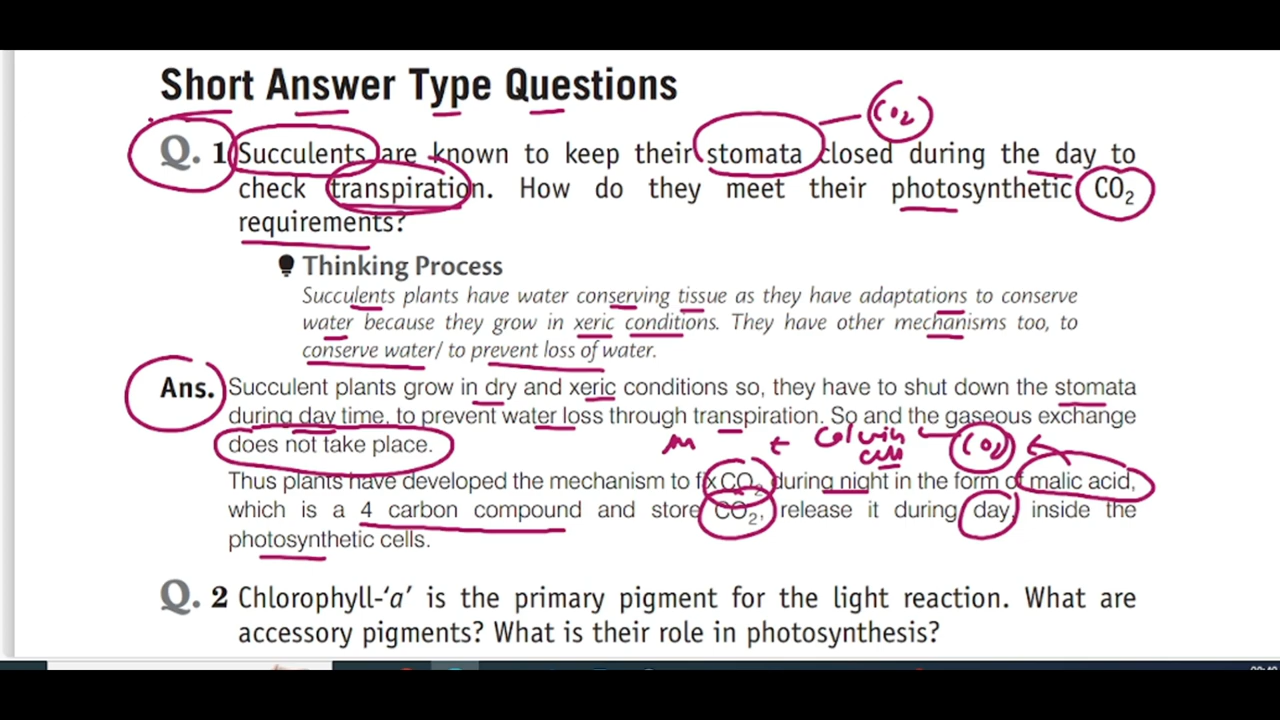 Short Answer Type Questions
CO2
Q. 1 Succulents are known to keep their stomata closed during the day to
check transpiration. How do they meet their photosynthetic CO₂
requirements?
Thinking Process
Succulents plants have water conserving tissue as they have adaptations to conserve
water because they grow in xeric conditions. They have other mechanisms too, to
conserve water/ to prevent loss of water.
Ans. Succulent plants grow in dry and xeric conditions so, they have to shut down the stomata
during day time, to prevent water loss through transpiration. So and the gaseous exchange
does not take place.
CO2
Thus plants have developed the mechanism to fix CO₂ during night in the form of malic acid,
which is a 4 carbon compound and store CO₂, release it during day, inside the
photosynthetic cells.
Q. 2 Chlorophyll-‘a’ is the primary pigment for the light reaction. What are
accessory pigments? What is their role in photosynthesis?